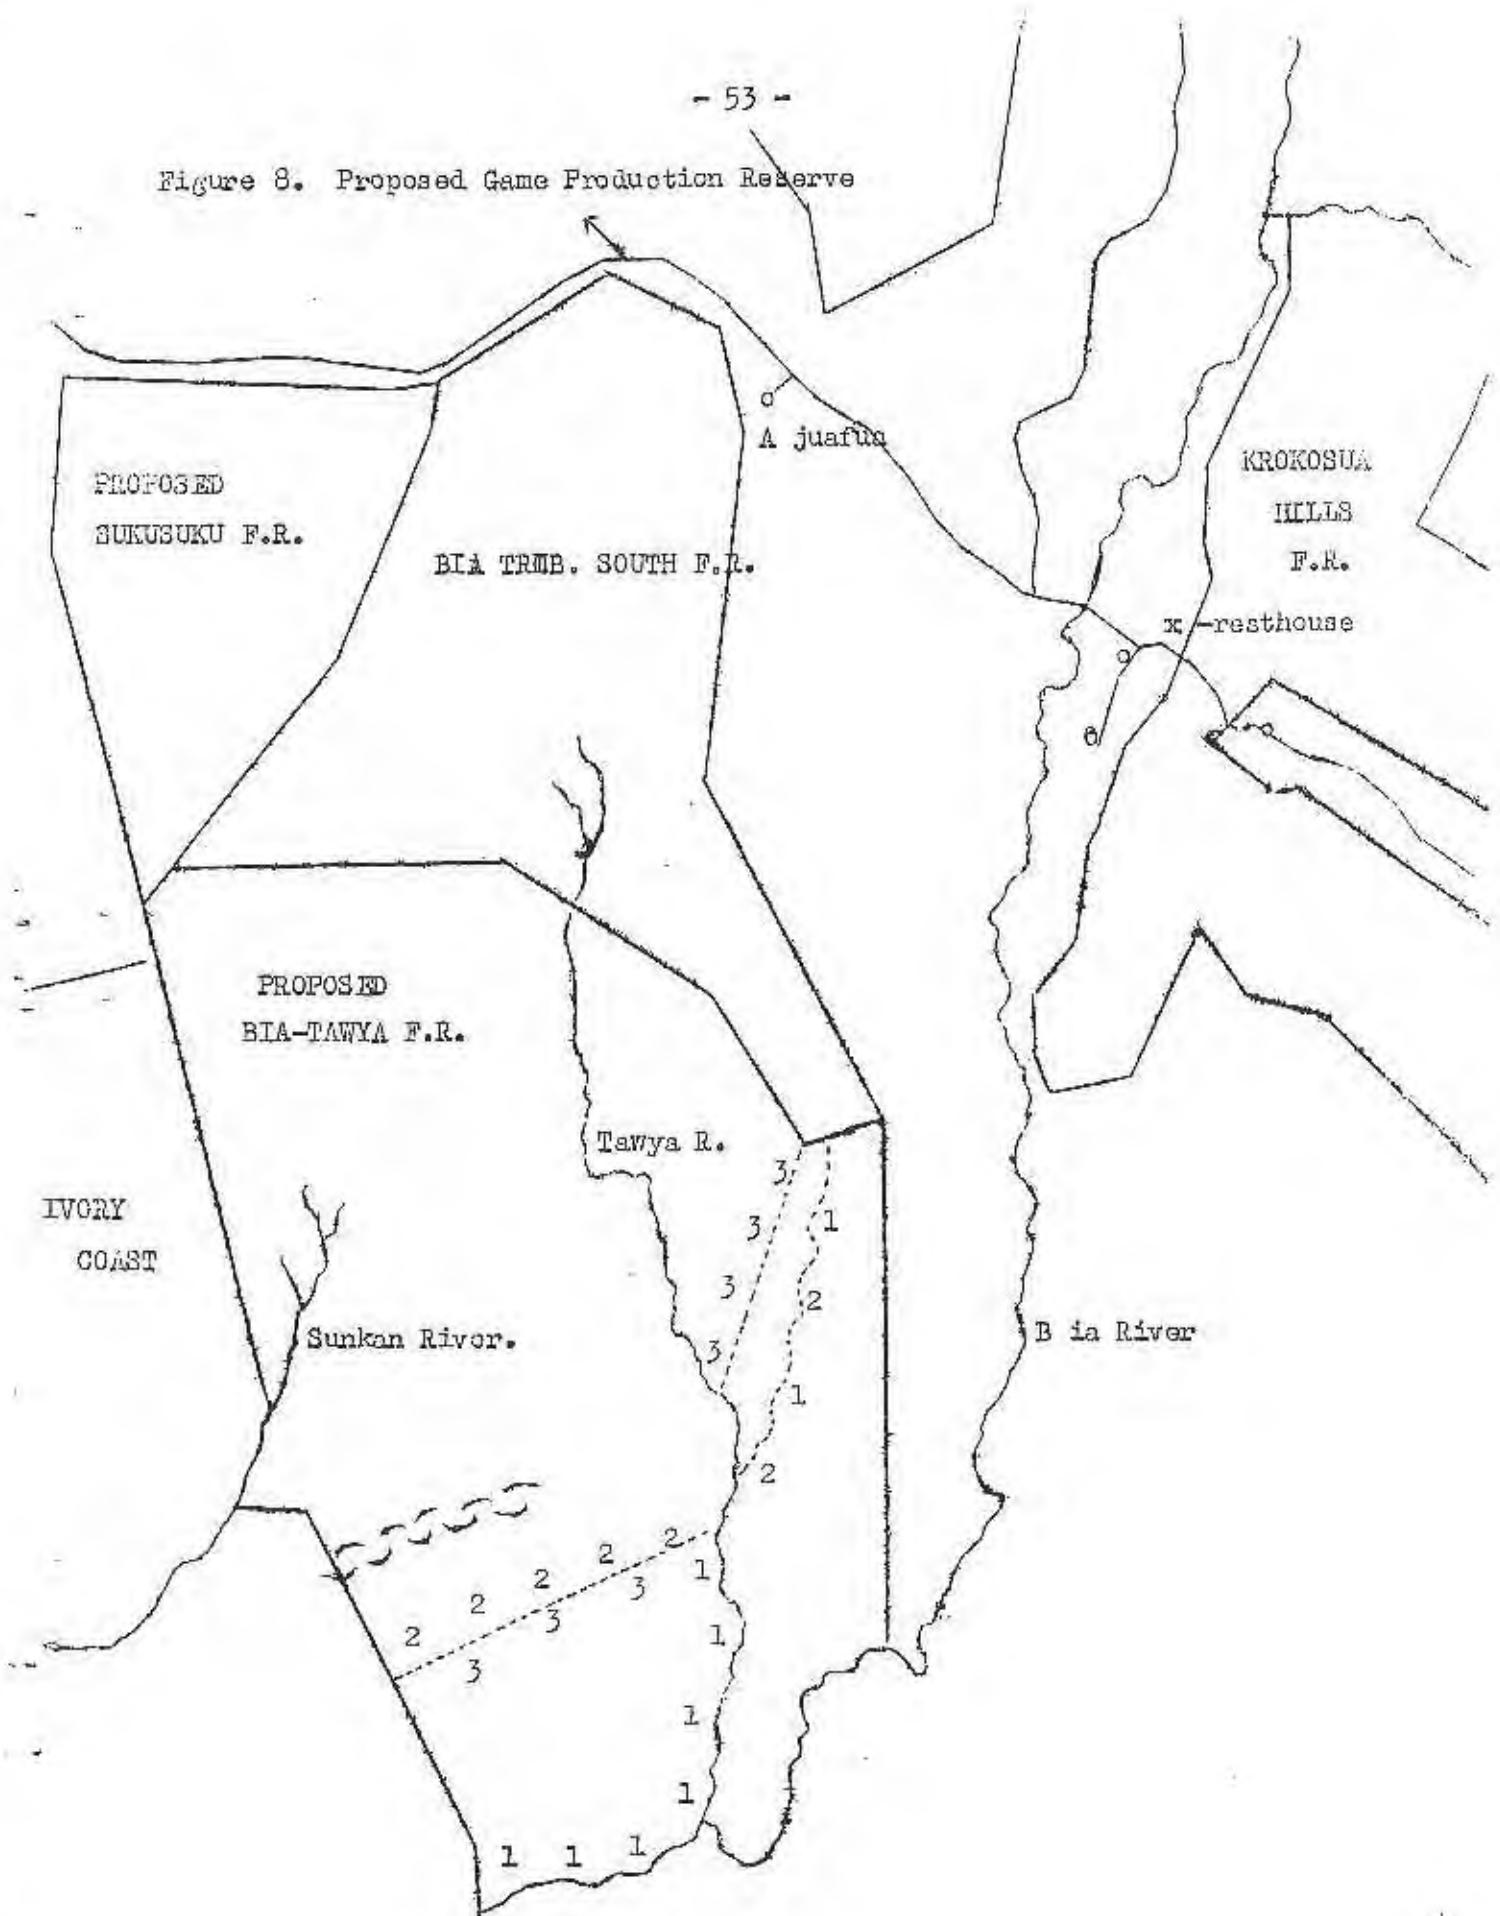 - 53 -
Figure 8. Proposed Game Production Reserve
A juafua
PROPOSED
SUKUSUKU F.R.
BIA TRIB. SOUTH F.R.
KROKOSUA
HILLS
F.R.
x -resthouse
PROPOSED
BIA-TAWYA F.R.
Tawya R.
IVORY
COAST
Sunkan River.
B ia River
3
3
3
3
1
2
1
2
2
2
2
2
2
3
3
3
1
1
1
1
1
1
1